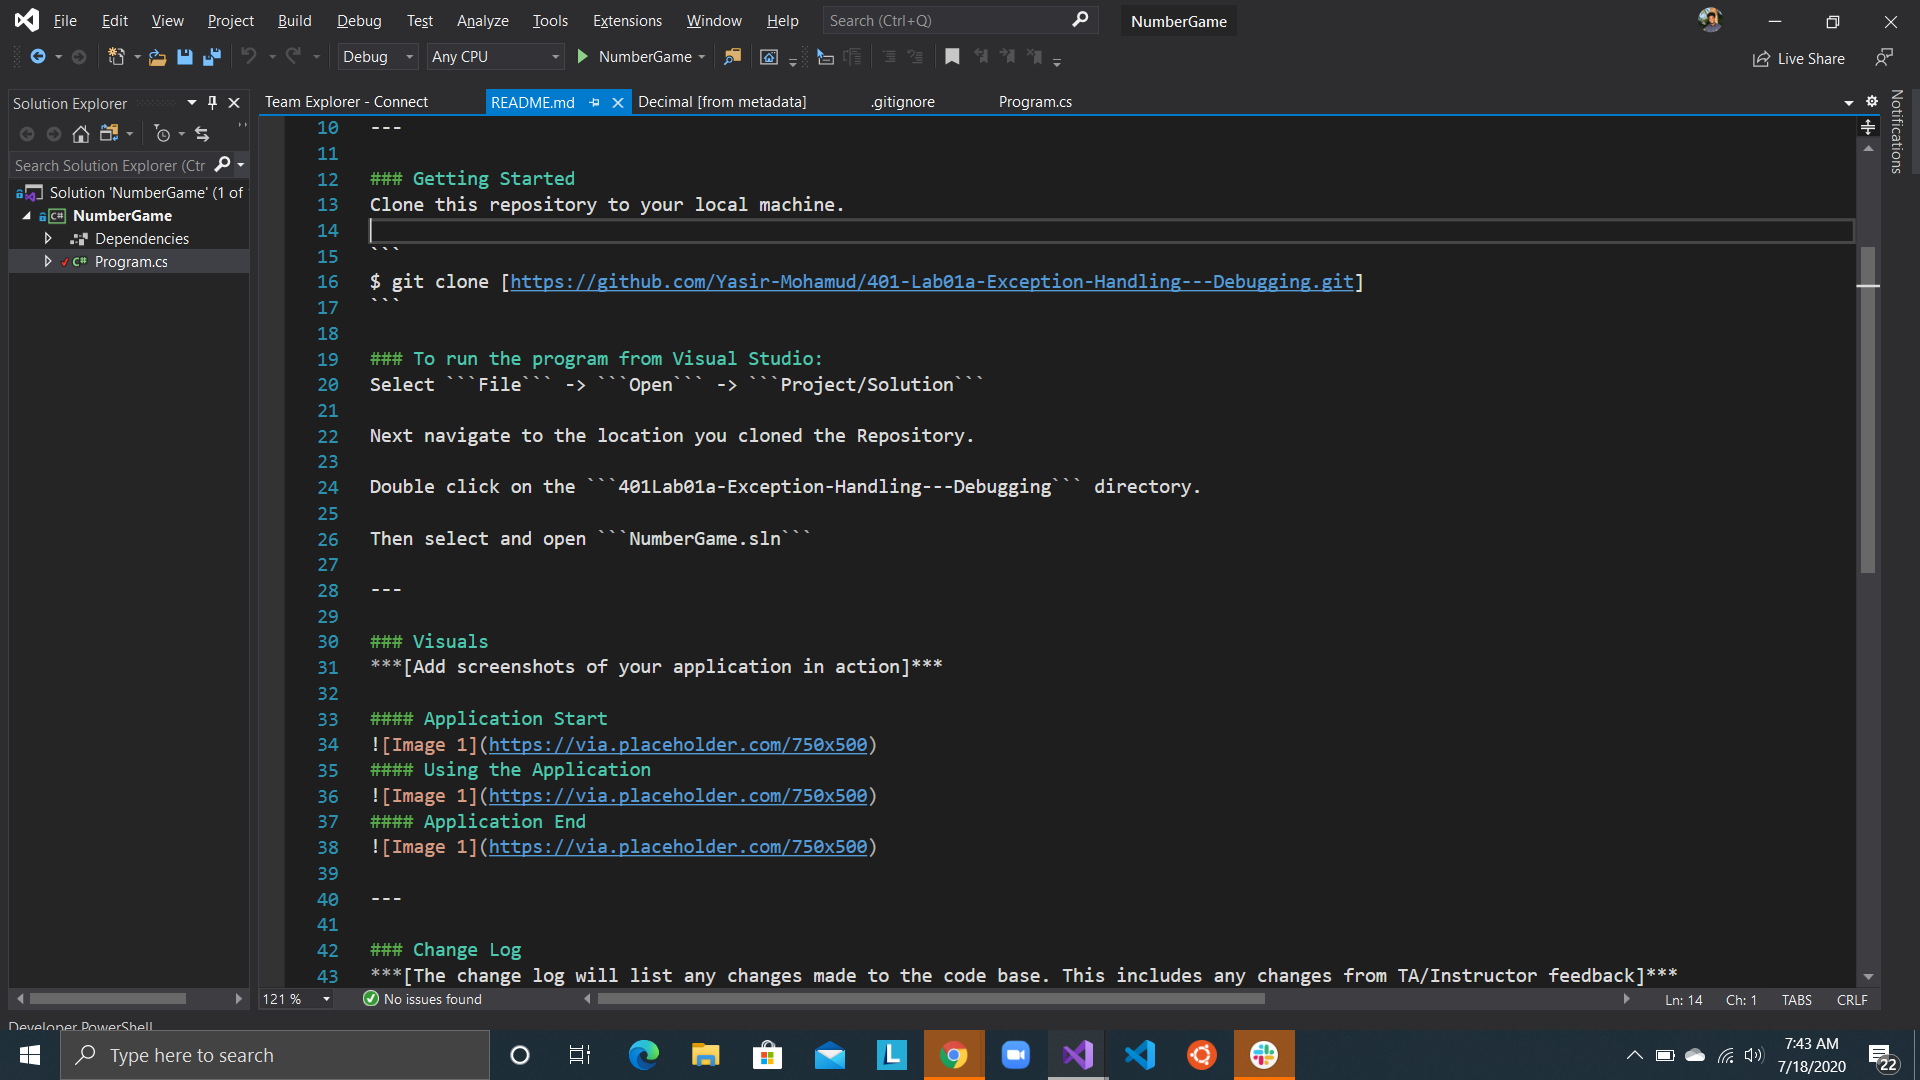 File Edit View Project Build Debug Test Analyze Tools Extensions Window Help Search (Ctrl+Q) NumberGame
Debug Any CPU NumberGame Live Share
Solution Explorer
Team Explorer - Connect README.md Decimal [from metadata] .gitignore Program.cs
Notifications
Search Solution Explorer (Ctr
Solution 'NumberGame' (1 of
NumberGame
Dependencies
Program.cs
10 ---
11
12 ### Getting Started
13 Clone this repository to your local machine.
14
15 ```
16 $ git clone [https://github.com/Yasir-Mohamud/401-Lab01a-Exception-Handling---Debugging.git]
17 ```
18
19 ### To run the program from Visual Studio:
20 Select ```File``` -> ```Open``` -> ```Project/Solution```
21
22 Next navigate to the location you cloned the Repository.
23
24 Double click on the ```401Lab01a-Exception-Handling---Debugging``` directory.
25
26 Then select and open ```NumberGame.sln```
27
28 ---
29
30 ### Visuals
31 ***[Add screenshots of your application in action]***
32
33 #### Application Start
34 ![Image 1](https://via.placeholder.com/750x500)
35 #### Using the Application
36 ![Image 1](https://via.placeholder.com/750x500)
37 #### Application End
38 ![Image 1](https://via.placeholder.com/750x500)
39
40 ---
41
42 ### Change Log
43 ***[The change log will list any changes made to the code base. This includes any changes from TA/Instructor feedback]***
121 % No issues found Ln: 14 Ch: 1 TABS CRLF
Developer PowerShell
Type here to search
7:43 AM
7/18/2020
22